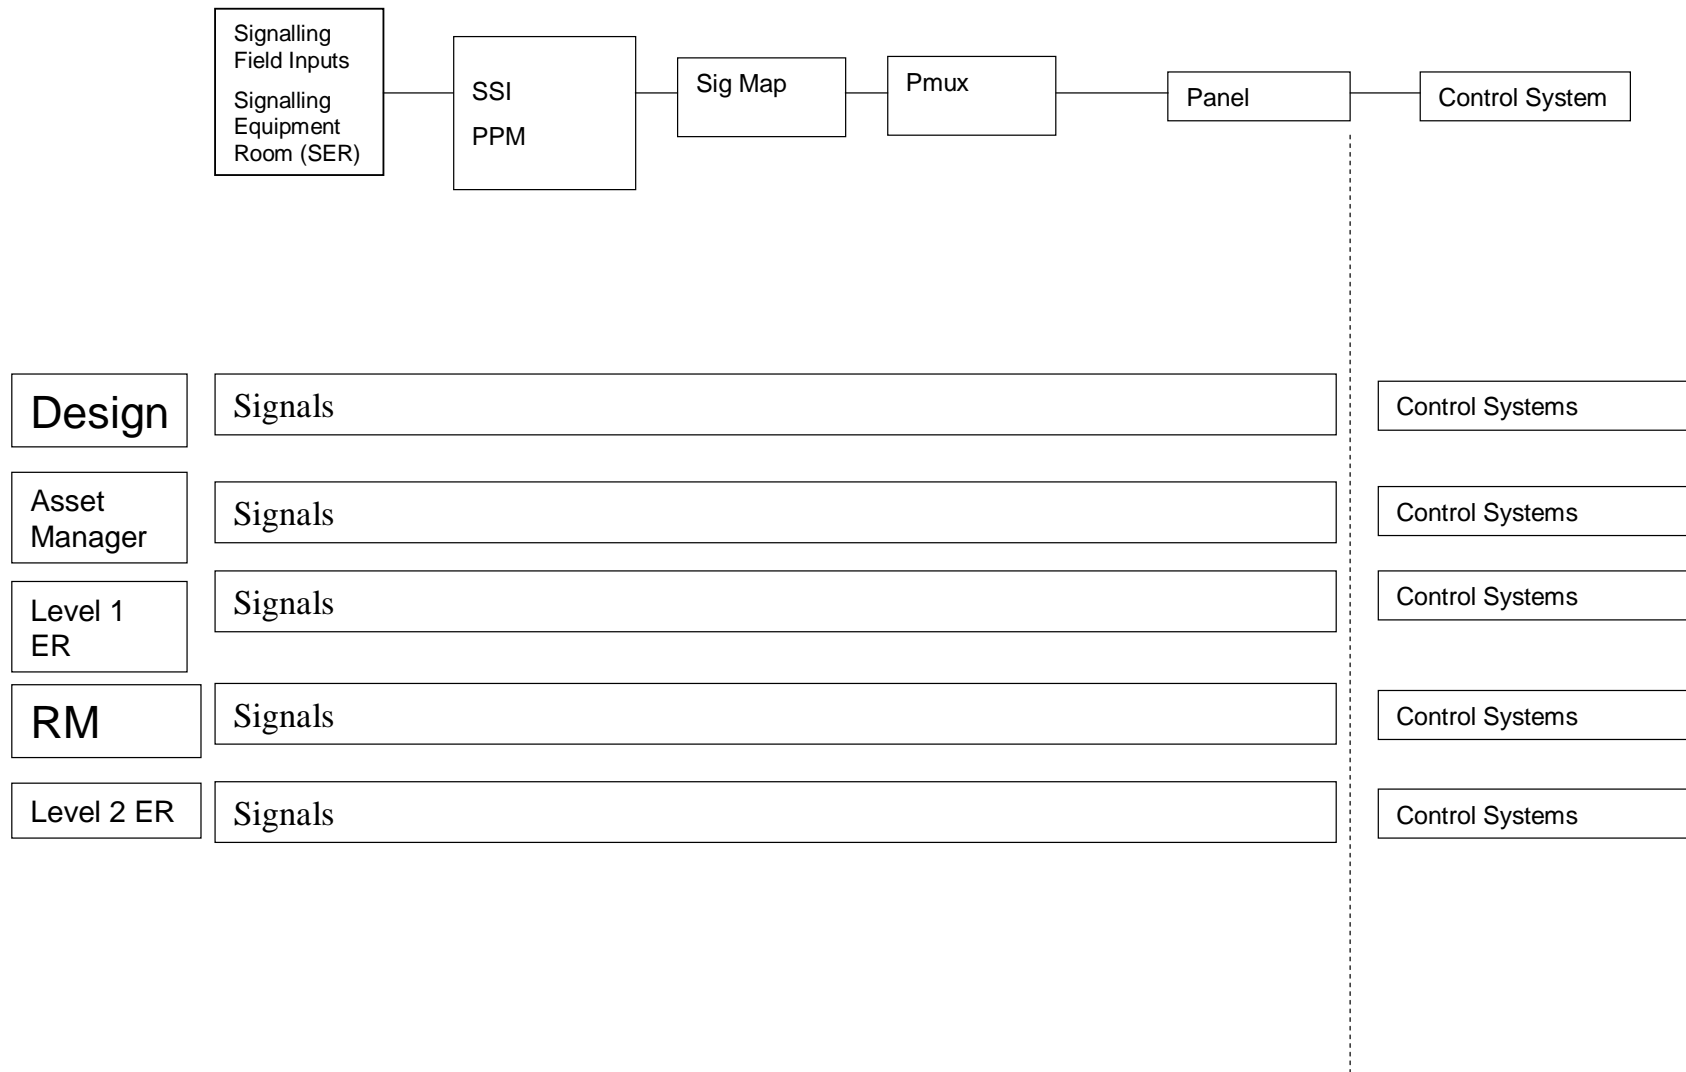 Signalling
Field Inputs
Signalling
Equipment
Room (SER)
SSI
PPM
Sig Map
Pmux
Panel
Control System
Design
Signals
Control Systems
Asset
Manager
Signals
Control Systems
Level 1
ER
Signals
Control Systems
RM
Signals
Control Systems
Level 2 ER
Signals
Control Systems